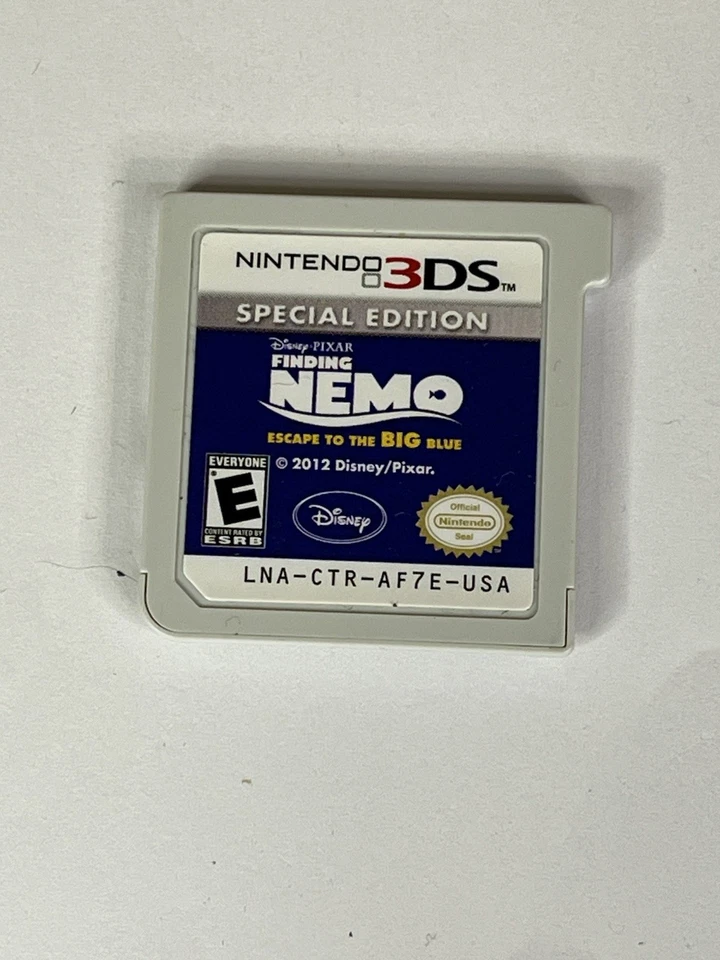 NINTENDO 3DS™
SPECIAL EDITION
Disney·PIXAR
FINDING
NEMO
ESCAPE TO THE BIG BLUE
© 2012 Disney/Pixar.
EVERYONE
E
CONTENT RATED BY
ESRB
Disney
Official
Nintendo
Seal
LNA-CTR-AF7E-USA